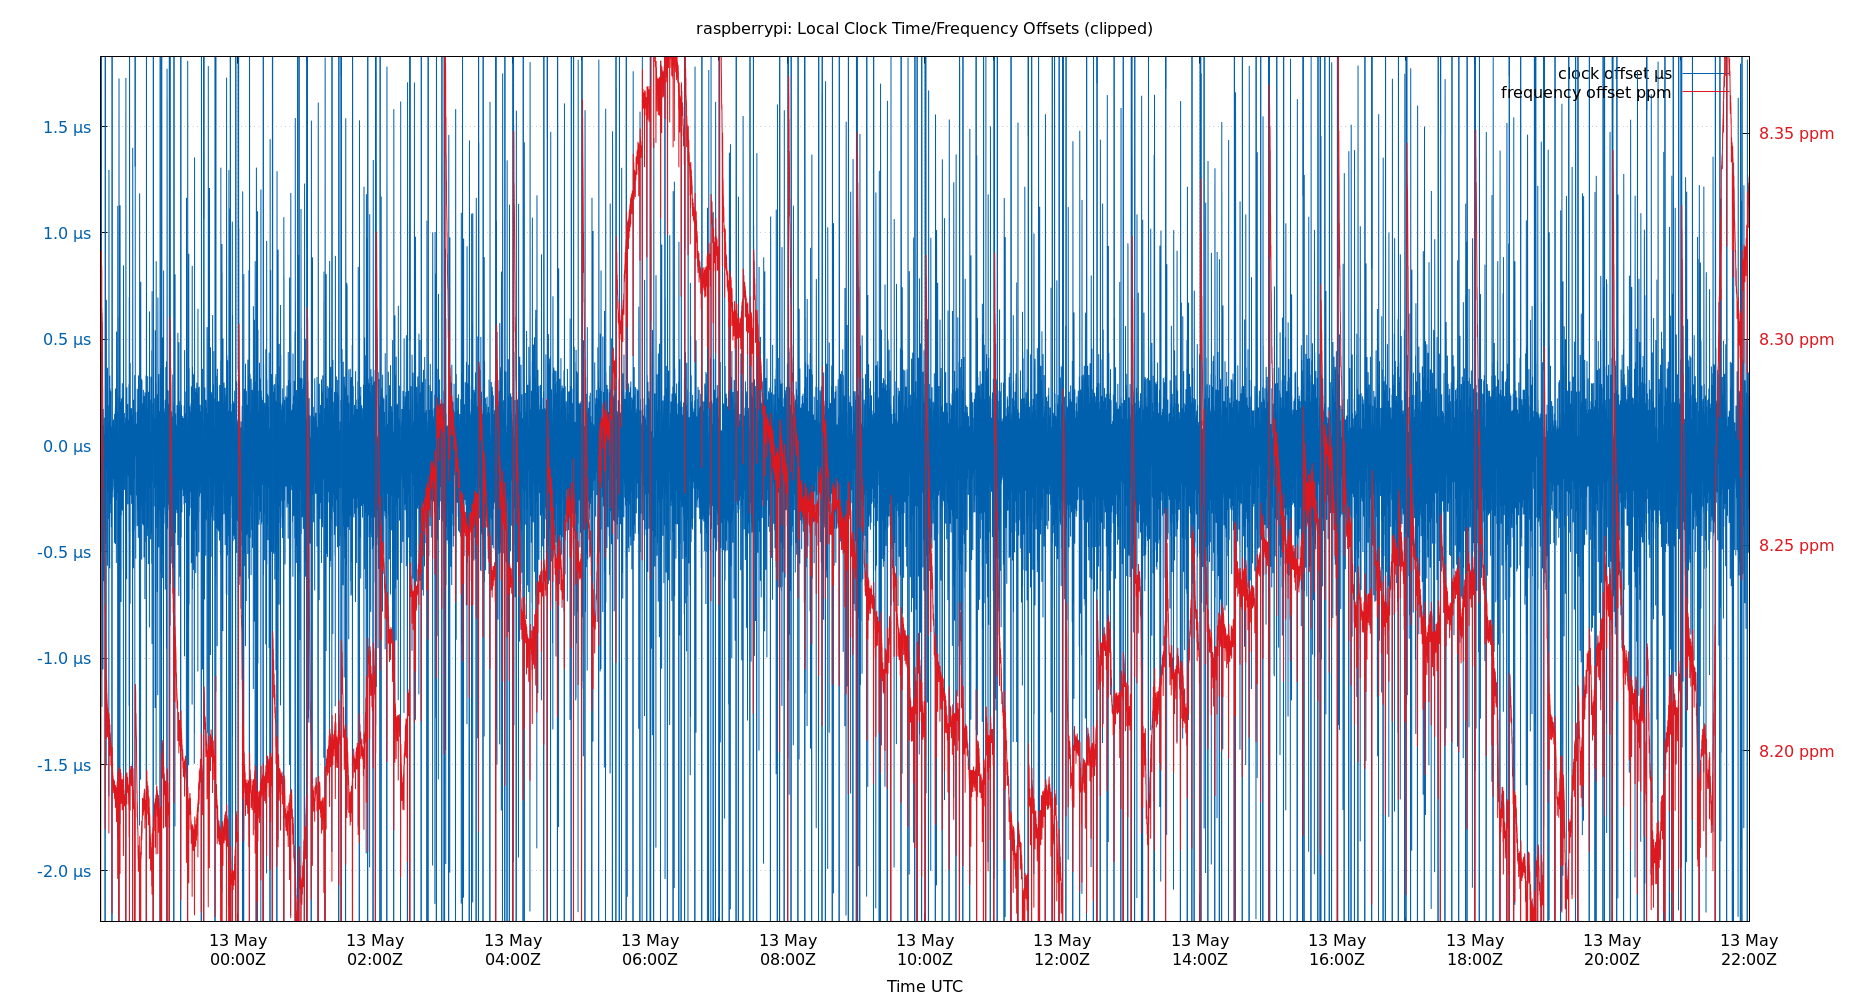 raspberrypi: Local Clock Time/Frequency Offsets (clipped)
clock offset µs
frequency offset ppm
1.5 µs
1.0 µs
0.5 µs
0.0 µs
-0.5 µs
-1.0 µs
-1.5 µs
-2.0 µs
8.35 ppm
8.30 ppm
8.25 ppm
8.20 ppm
13 May 13 May 13 May 13 May 13 May 13 May 13 May 13 May 13 May 13 May 13 May 13 May
00:00Z 02:00Z 04:00Z 06:00Z 08:00Z 10:00Z 12:00Z 14:00Z 16:00Z 18:00Z 20:00Z 22:00Z
Time UTC